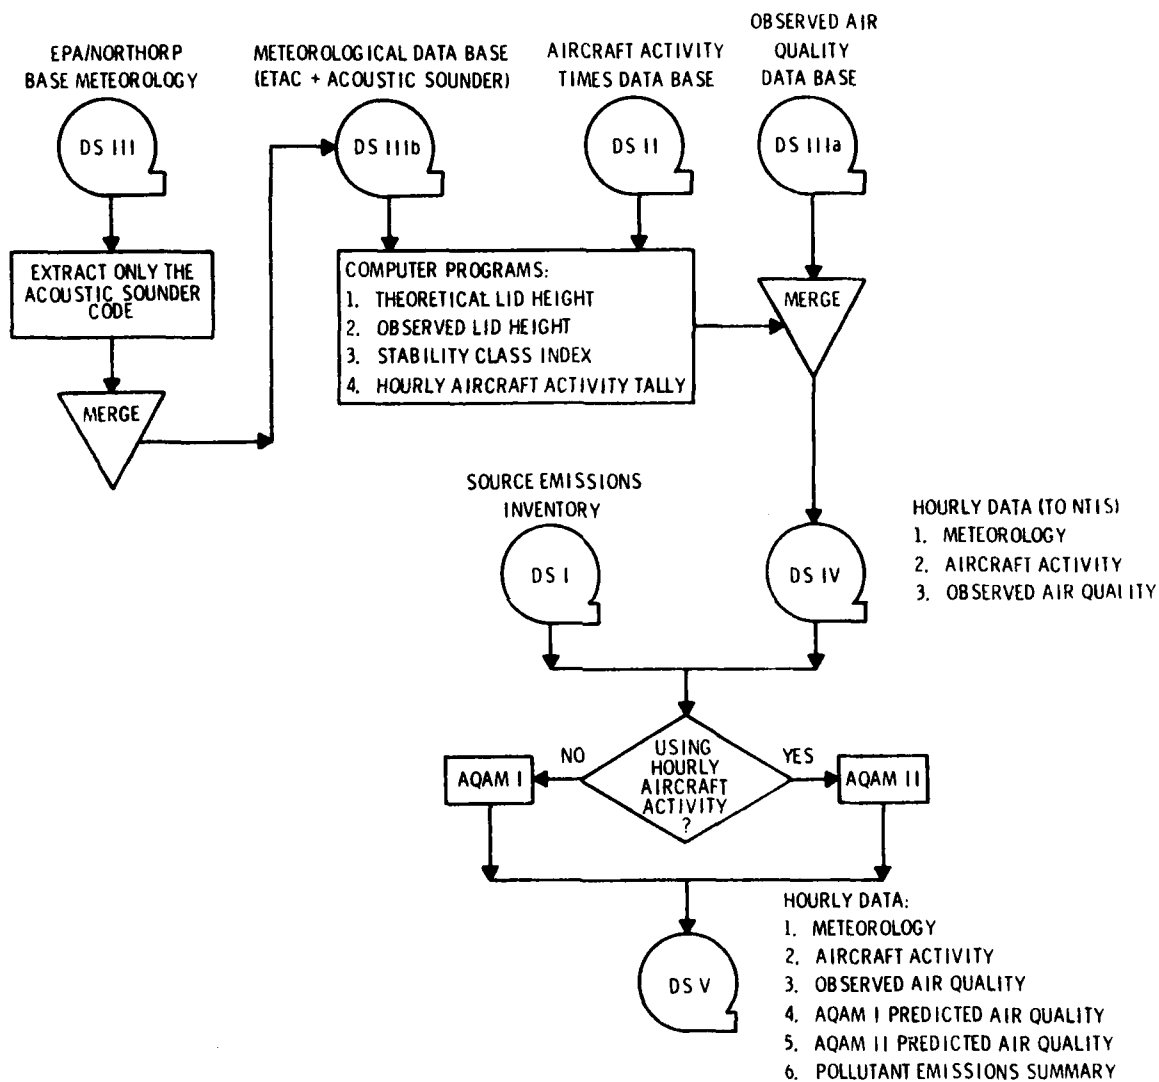 EPA/NORTHORP
BASE METEOROLOGY
METEOROLOGICAL DATA BASE
(ETAC + ACOUSTIC SOUNDER)
AIRCRAFT ACTIVITY
TIMES DATA BASE
OBSERVED AIR
QUALITY
DATA BASE
DS III
DS IIIb
DS II
DS IIIa
EXTRACT ONLY THE
ACOUSTIC SOUNDER
CODE
MERGE
COMPUTER PROGRAMS:
1. THEORETICAL LID HEIGHT
2. OBSERVED LID HEIGHT
3. STABILITY CLASS INDEX
4. HOURLY AIRCRAFT ACTIVITY TALLY
MERGE
SOURCE EMISSIONS
INVENTORY
DS I
DS IV
HOURLY DATA (TO NTIS)
1. METEOROLOGY
2. AIRCRAFT ACTIVITY
3. OBSERVED AIR QUALITY
USING
HOURLY
AIRCRAFT
ACTIVITY
?
NO
YES
AQAM I
AQAM II
DS V
HOURLY DATA:
1. METEOROLOGY
2. AIRCRAFT ACTIVITY
3. OBSERVED AIR QUALITY
4. AQAM I PREDICTED AIR QUALITY
5. AQAM II PREDICTED AIR QUALITY
6. POLLUTANT EMISSIONS SUMMARY